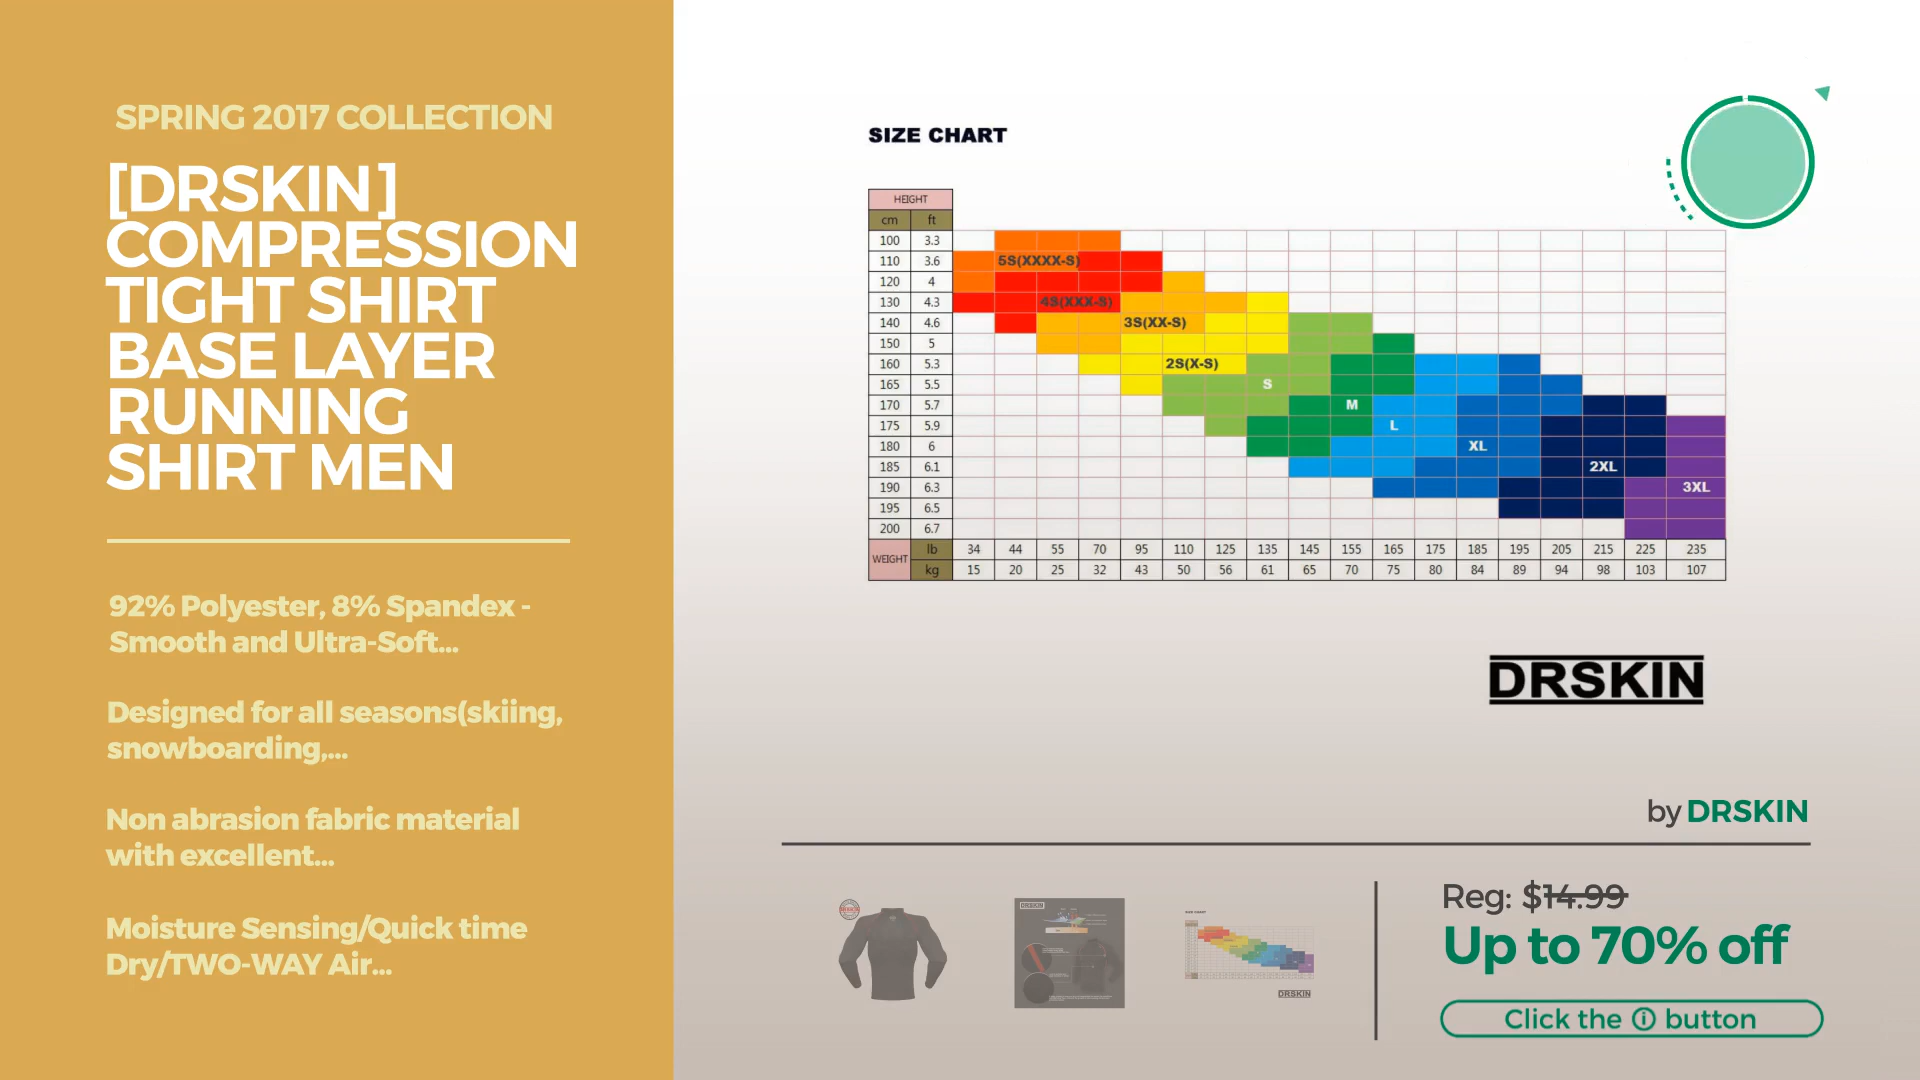 SPRING 2017 COLLECTION
[DRSKIN]
COMPRESSION
TIGHT SHIRT
BASE LAYER
RUNNING
SHIRT MEN
92% Polyester, 8% Spandex -
Smooth and Ultra-Soft...
Designed for all seasons(skiing,
snowboarding,...
Non abrasion fabric material
with excellent...
Moisture Sensing/Quick time
Dry/TWO-WAY Air...
SIZE CHART
HEIGHT
cm ft
100 3.3
110 3.6 5S(XXXX-S)
120 4
130 4.3 4S(XXX-S)
140 4.6 3S(XX-S)
150 5
160 5.3 2S(X-S)
165 5.5 S
170 5.7 M
175 5.9 L
180 6 XL
185 6.1 2XL
190 6.3 3XL
195 6.5
200 6.7
WEIGHT
lb 34 44 55 70 95 110 125 135 145 155 165 175 185 195 205 215 225 235
kg 15 20 25 32 43 50 56 61 65 70 75 80 84 89 94 98 103 107
DRSKIN
by DRSKIN
DRSKIN
SIZE CHART
DRSKIN
Reg: $14.99
Up to 70% off
Click the i button